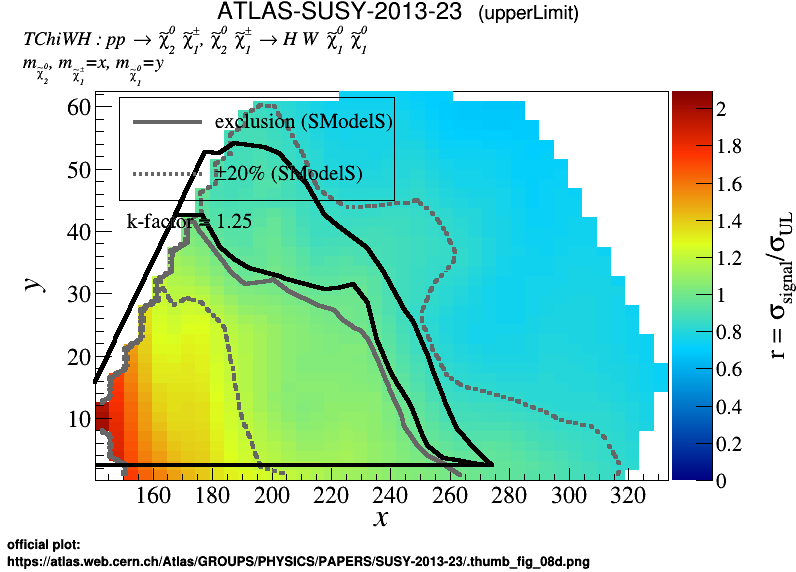 ATLAS-SUSY-2013-23 (upperLimit)
TChiWH : pp → χ̃⁰₂ χ̃±₁, χ̃⁰₂ χ̃±₁ → H W χ̃⁰₁ χ̃⁰₁
m_χ̃⁰₂, m_χ̃±₁=x, m_χ̃⁰₁=y
exclusion (SModelS)
±20% (SModelS)
k-factor = 1.25
60
50
40
30
20
10
y
160 180 200 220 240 260 280 300 320
x
2
1.8
1.6
1.4
1.2
1
0.8
0.6
0.4
0.2
0
r = σ_signal/σ_UL
official plot:
https://atlas.web.cern.ch/Atlas/GROUPS/PHYSICS/PAPERS/SUSY-2013-23/.thumb_fig_08d.png